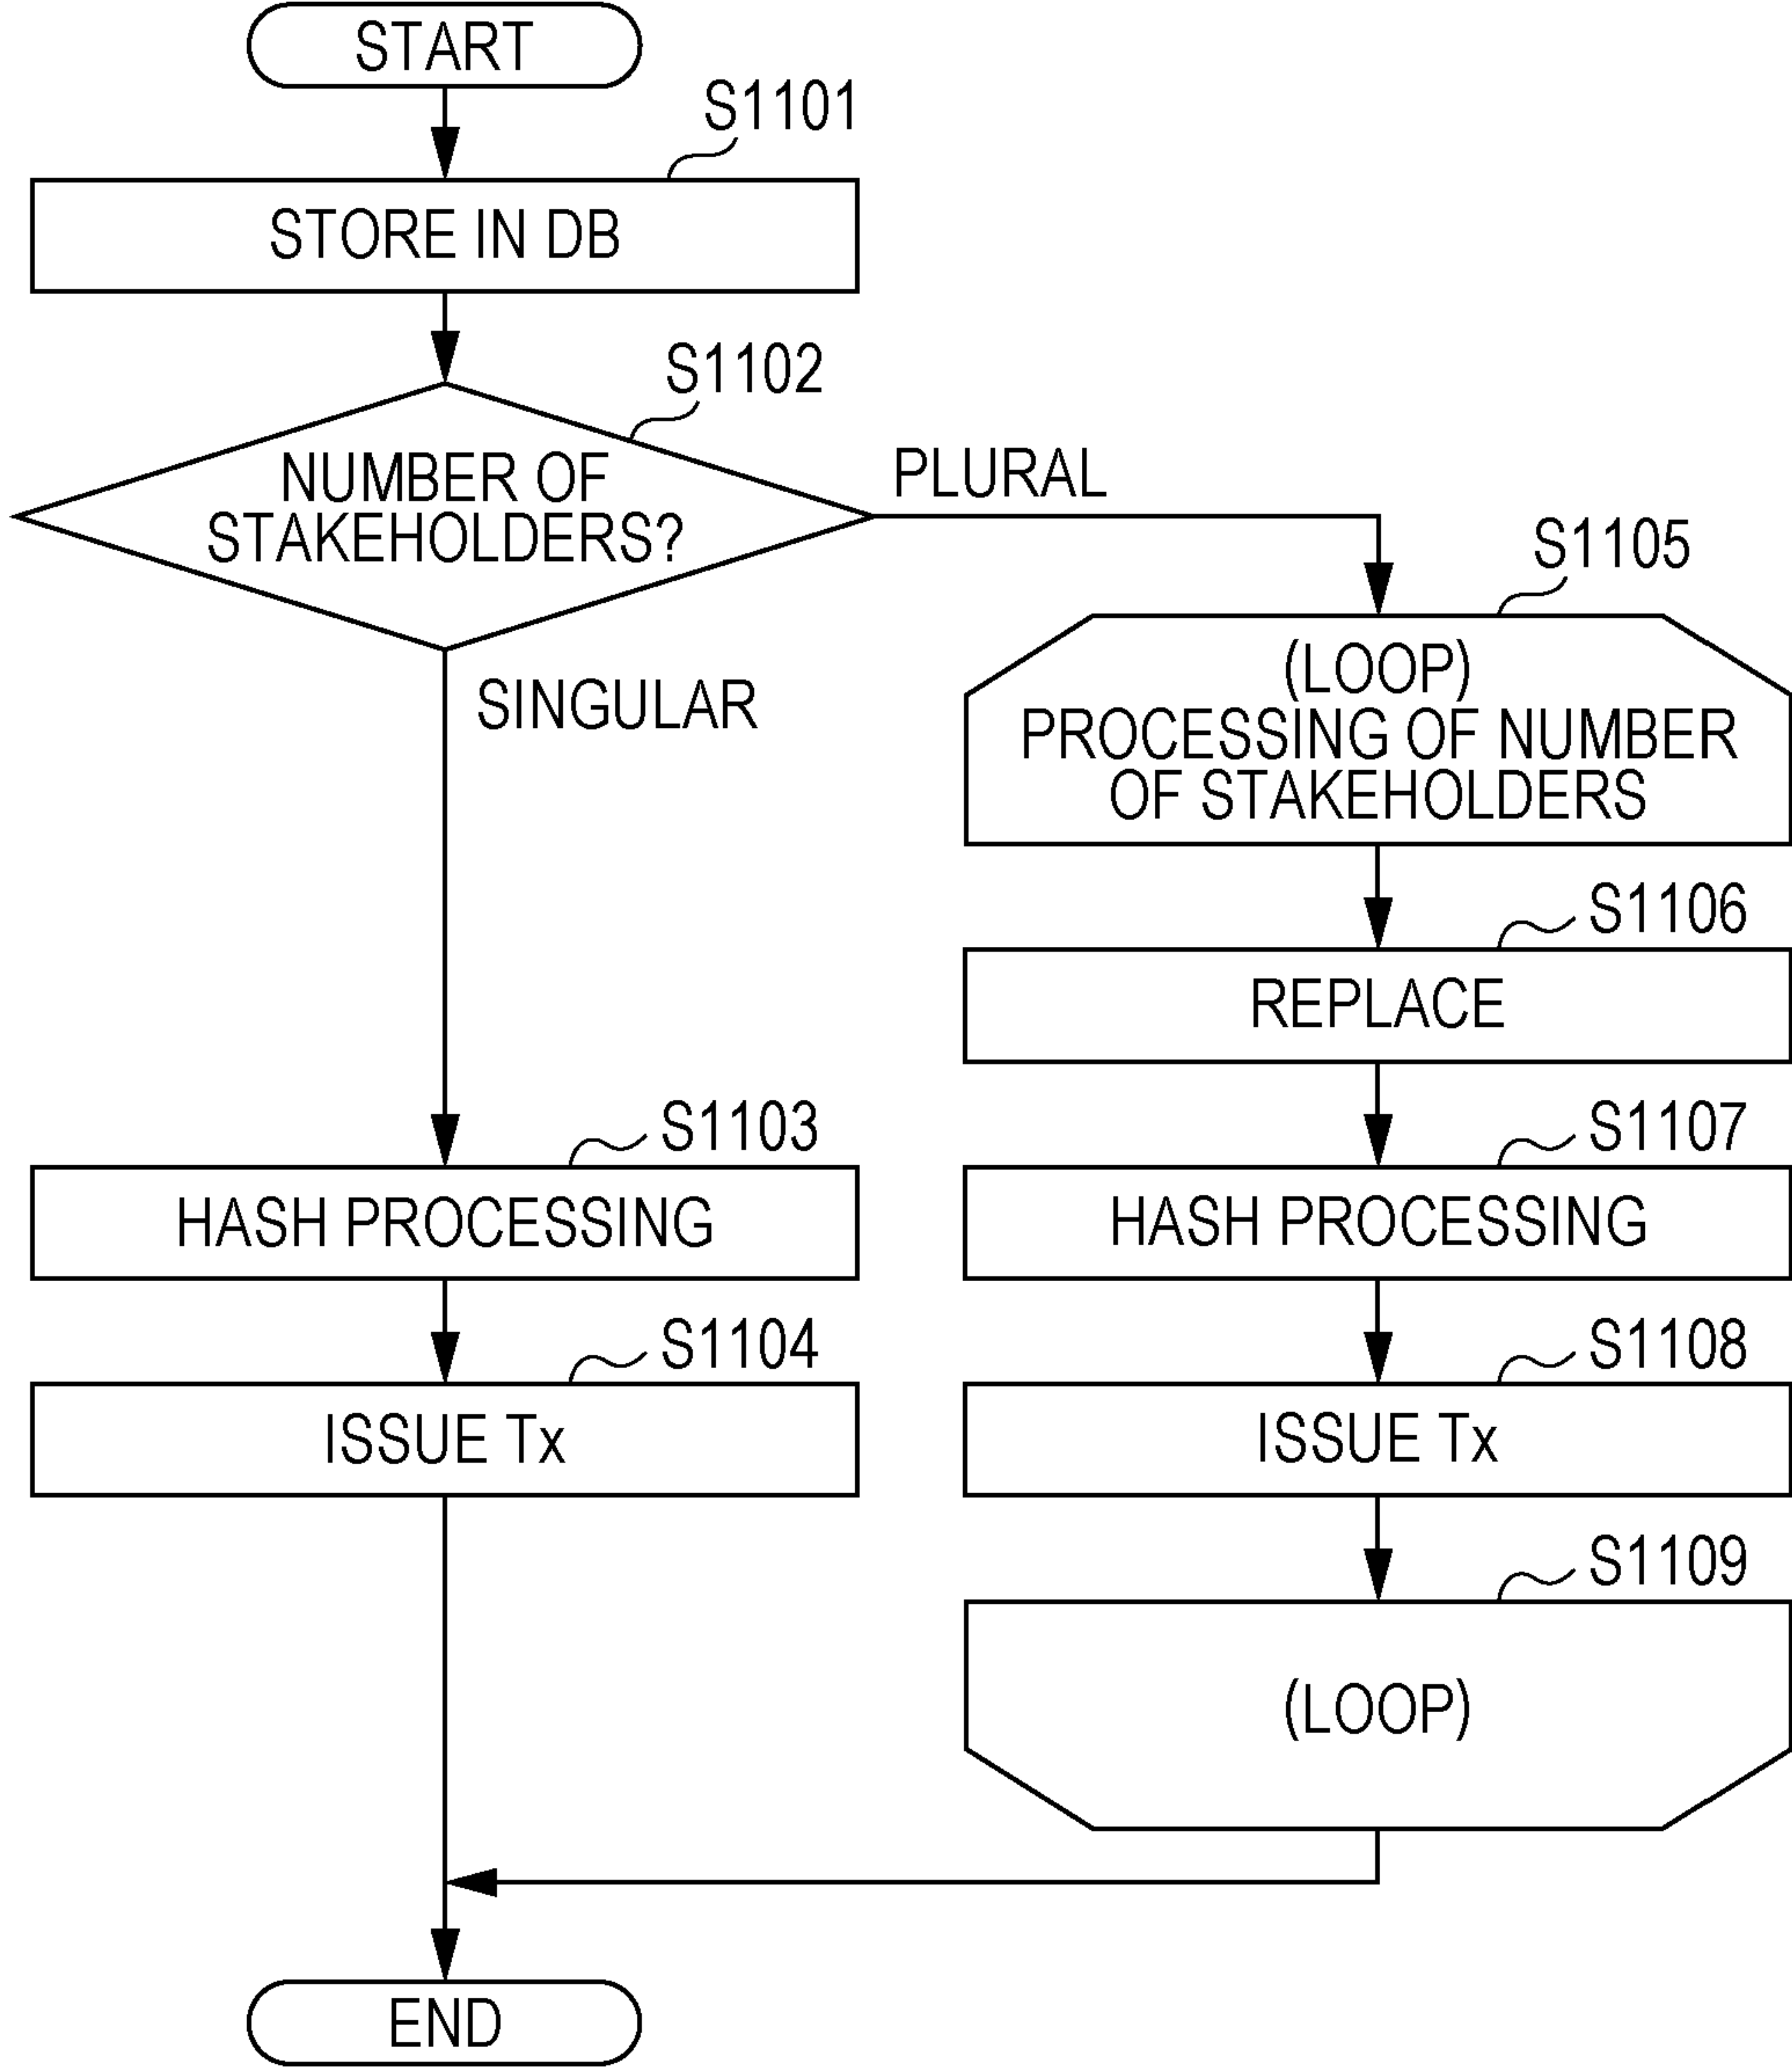 START
S1101
STORE IN DB
S1102
NUMBER OF
STAKEHOLDERS?
PLURAL
SINGULAR
S1103
HASH PROCESSING
S1104
ISSUE Tx
S1105
(LOOP)
PROCESSING OF NUMBER
OF STAKEHOLDERS
S1106
REPLACE
S1107
HASH PROCESSING
S1108
ISSUE Tx
S1109
(LOOP)
END